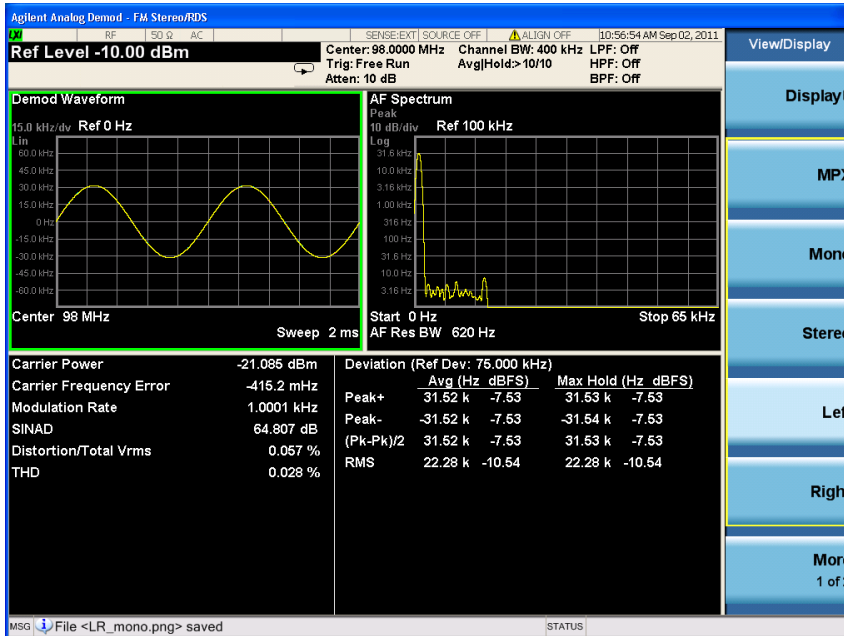 Agilent Analog Demod - FM Stereo/RDS
LXI RF 50 Ω AC SENSE:EXT SOURCE OFF ALIGN OFF 10:56:54 AM Sep 02, 2011
Ref Level -10.00 dBm
Center: 98.0000 MHz Channel BW: 400 kHz LPF: Off
Trig: Free Run Avg|Hold:> 10/10 HPF: Off
Atten: 10 dB BPF: Off
Demod Waveform
15.0 kHz/dv Ref 0 Hz
Lin
60.0 kHz
45.0 kHz
30.0 kHz
15.0 kHz
0 Hz
-15.0 kHz
-30.0 kHz
-45.0 kHz
-60.0 kHz
Center 98 MHz
Sweep 2 ms
AF Spectrum
Peak
10 dB/div Ref 100 kHz
Log
31.6 kHz
10.0 kHz
3.16 kHz
1.00 kHz
316 Hz
100 Hz
31.6 Hz
10.0 Hz
3.16 Hz
Start 0 Hz Stop 65 kHz
AF Res BW 620 Hz
Carrier Power -21.085 dBm
Carrier Frequency Error -415.2 mHz
Modulation Rate 1.0001 kHz
SINAD 64.807 dB
Distortion/Total Vrms 0.057 %
THD 0.028 %
Deviation (Ref Dev: 75.000 kHz)
Avg (Hz dBFS) Max Hold (Hz dBFS)
Peak+ 31.52 k -7.53 31.53 k -7.53
Peak- -31.52 k -7.53 -31.54 k -7.53
(Pk-Pk)/2 31.52 k -7.53 31.53 k -7.53
RMS 22.28 k -10.54 22.28 k -10.54
View/Display
Display
MPX
Mono
Stereo
Lef
Righ
Mor
1 of
MSG File <LR_mono.png> saved STATUS